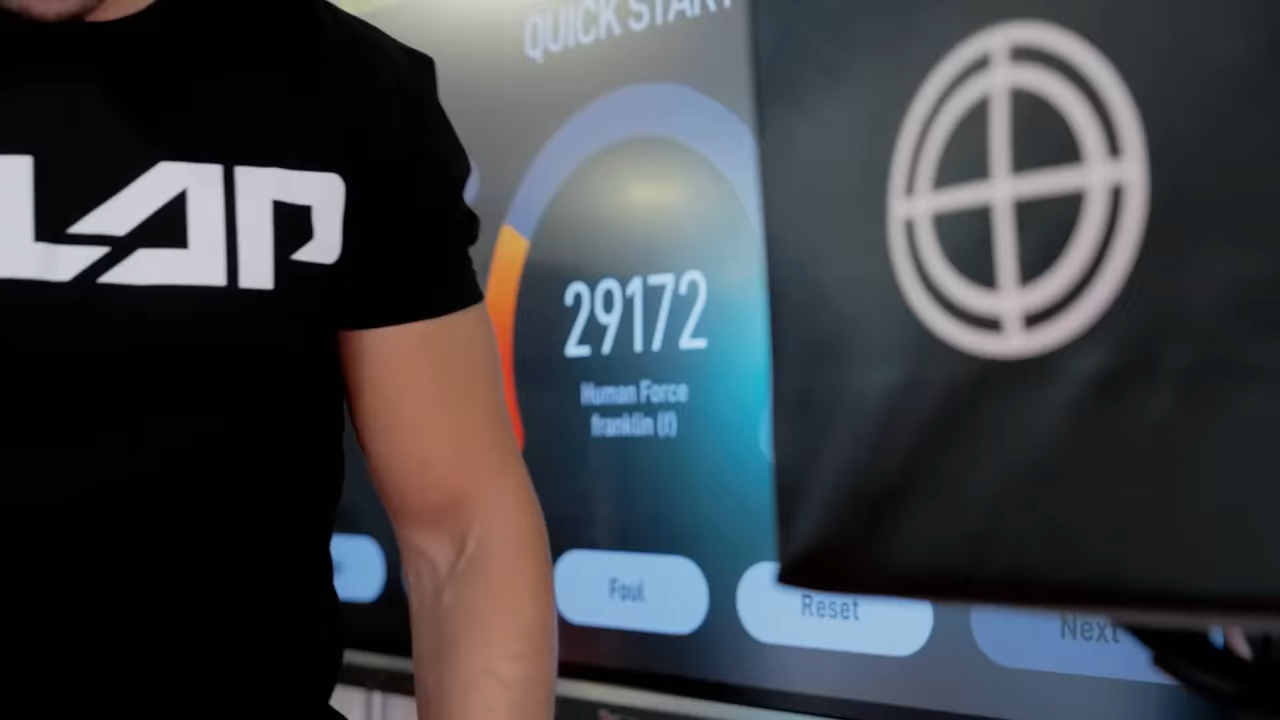 LAP
QUICK START
29172
Human Force
franklin (f)
Foul
Reset
Next